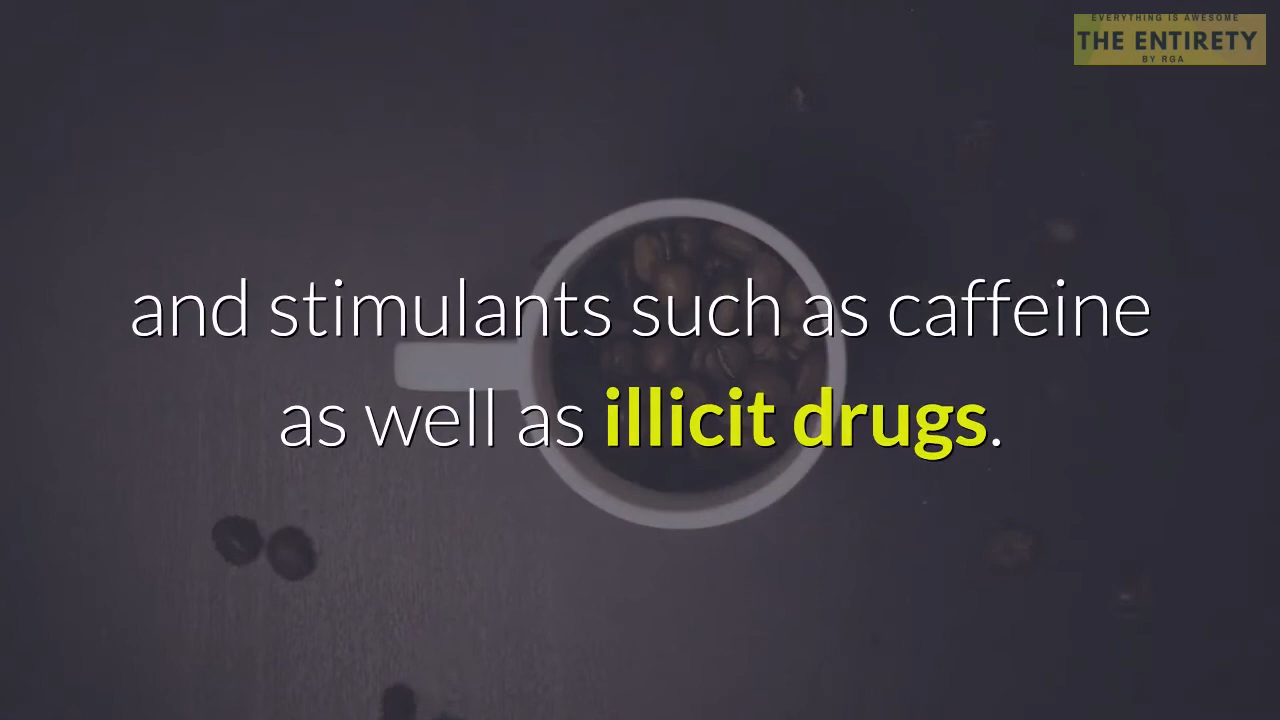 EVERYTHING IS AWESOME
THE ENTIRETY
BY RGA
and stimulants such as caffeine
as well as illicit drugs.